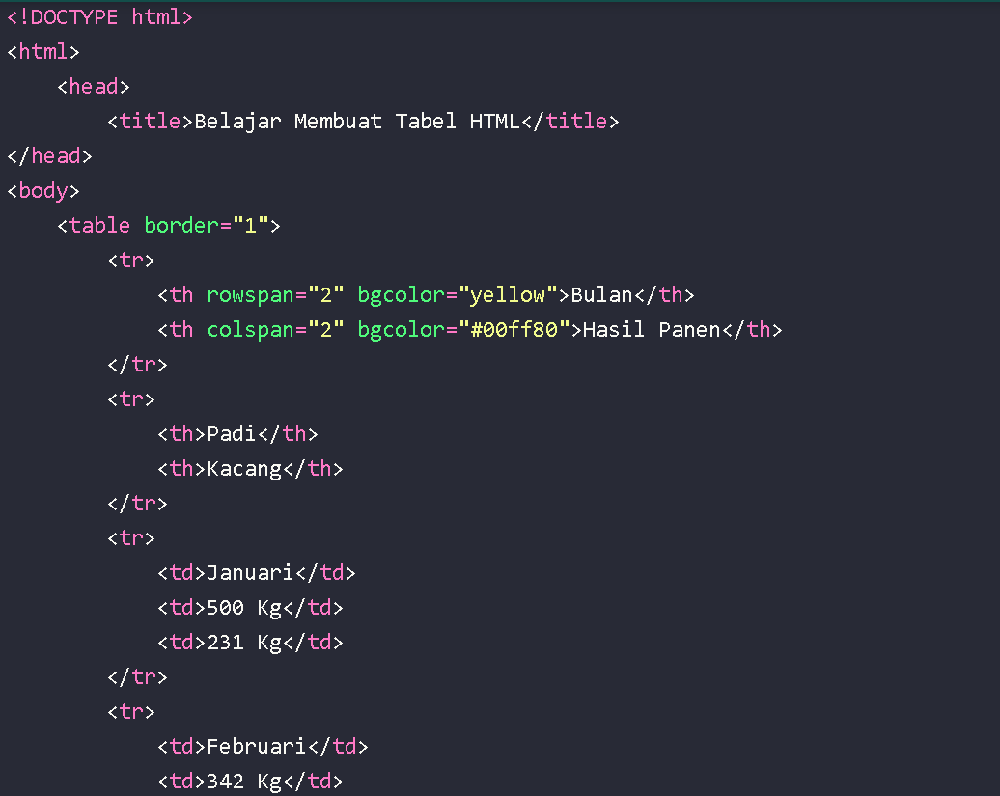 <!DOCTYPE html>
<html>
<head>
<title>Belajar Membuat Tabel HTML</title>
</head>
<body>
<table border="1">
<tr>
<th rowspan="2" bgcolor="yellow">Bulan</th>
<th colspan="2" bgcolor="#00ff80">Hasil Panen</th>
</tr>
<tr>
<th>Padi</th>
<th>Kacang</th>
</tr>
<tr>
<td>Januari</td>
<td>500 Kg</td>
<td>231 Kg</td>
</tr>
<tr>
<td>Februari</td>
<td>342 Kg</td>